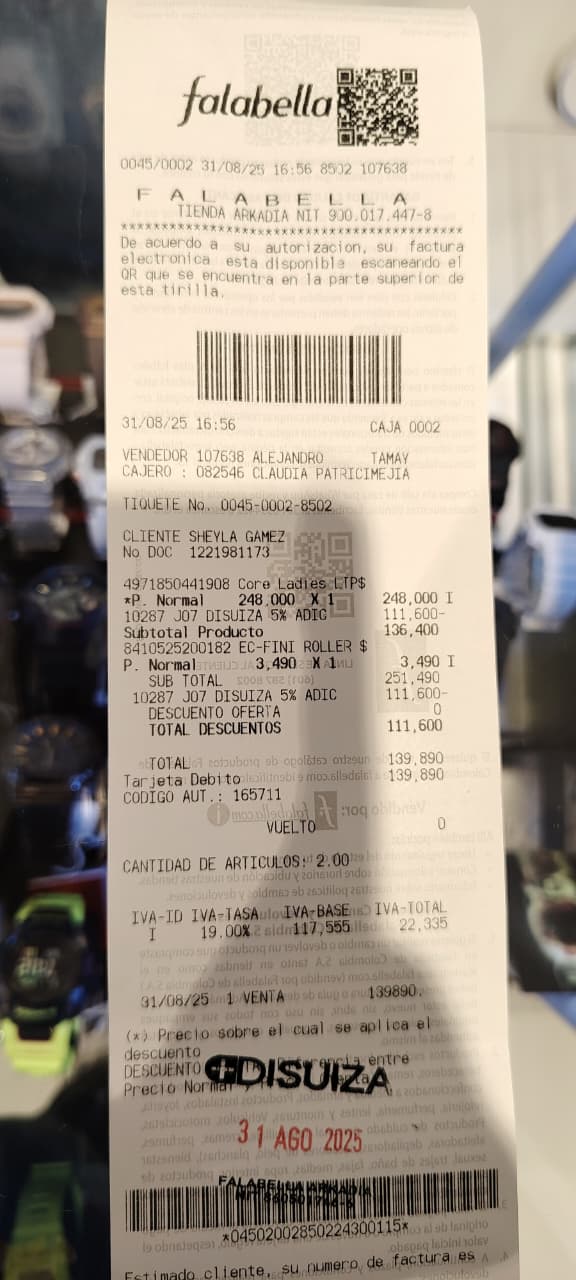 falabella
0045/0002 31/08/25 16:56 8502 107638
F A L A B E L L A
TIENDA ARKADIA NIT 900.017.447-8
****************************************
De acuerdo a su autorizacion, su factura
electronica esta disponible escaneando el
QR que se encuentra en la parte superior de
esta tirilla.
31/08/25 16:56 CAJA 0002
VENDEDOR 107638 ALEJANDRO TAMAY
CAJERO : 082546 CLAUDIA PATRICIMEJIA
TIQUETE No. 0045-0002-8502
CLIENTE SHEYLA GAMEZ
No DOC 1221981173
4971850441908 Core Ladies LTP$
*P. Normal 248,000 X 1 248,000 I
10287 J07 DISUIZA 5% ADIC 111,600-
Subtotal Producto 136,400
8410525200182 EC-FINI ROLLER $
P. Normal 3,490 X 1 3,490 I
SUB TOTAL 251,490
10287 J07 DISUIZA 5% ADIC 111,600-
DESCUENTO OFERTA 0
TOTAL DESCUENTOS 111,600
TOTAL 139,890
Tarjeta Debito 139,890
CODIGO AUT.: 165711
VUELTO 0
CANTIDAD DE ARTICULOS: 2.00
IVA-ID IVA-TASA IVA-BASE IVA-TOTAL
I 19.00% 117,555 22,335
31/08/25 1 VENTA 139890.
(*) Precio sobre el cual se aplica el
descuento
DESCUENTO entre
Precio Normal
DISUIZA
31 AGO 2025
FALABELLA ARKADIA
*04502002850224300115*
Estimado cliente, su numero de factura es